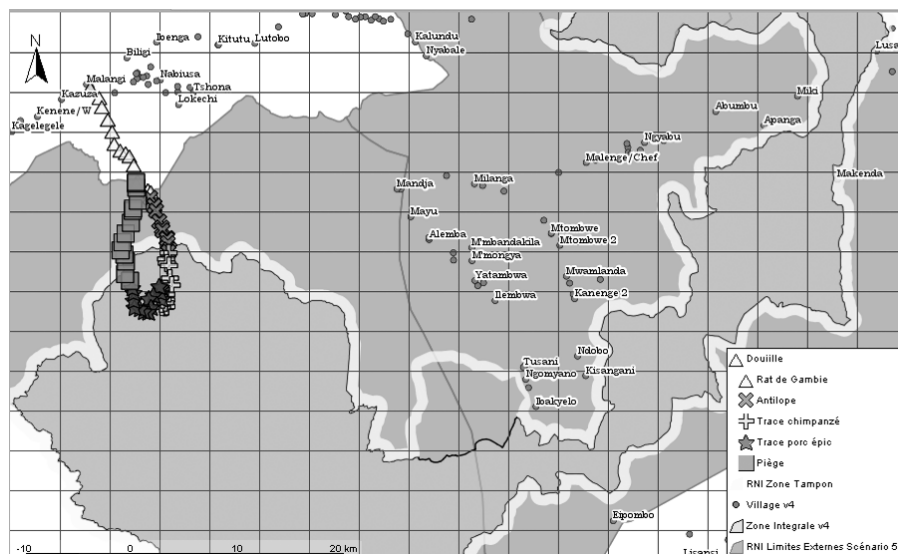 Ibenga
Kitutu
Lutobo
Kalundu
Nyabale
Lusa
N
Biligi
Malangi
Nabiusa
Tshona
Kazuza
Lokechi
Kenene/W
Kagelegele
Miki
Abumbu
Apanga
Ngyabu
Malenge/Chef
Makenda
Mandja
Milanga
Mayu
Alemba
Mtombwe
Mtombwe 2
M'mbandakila
M'mongya
Yatambwa
Mwamlanda
Ilembwa
Kanenge 2
Ndobo
Tusani
Ngomyano
Kisangani
Ibakyelo
Eipombo
Lisansi
Douiille
Rat de Gambie
Antilope
Trace chimpanzé
Trace porc épic
Piège
RNI Zone Tampon
Village v4
Zone Integrale v4
RNI Limites Externes Scénario 5
-10 0 10 20 km